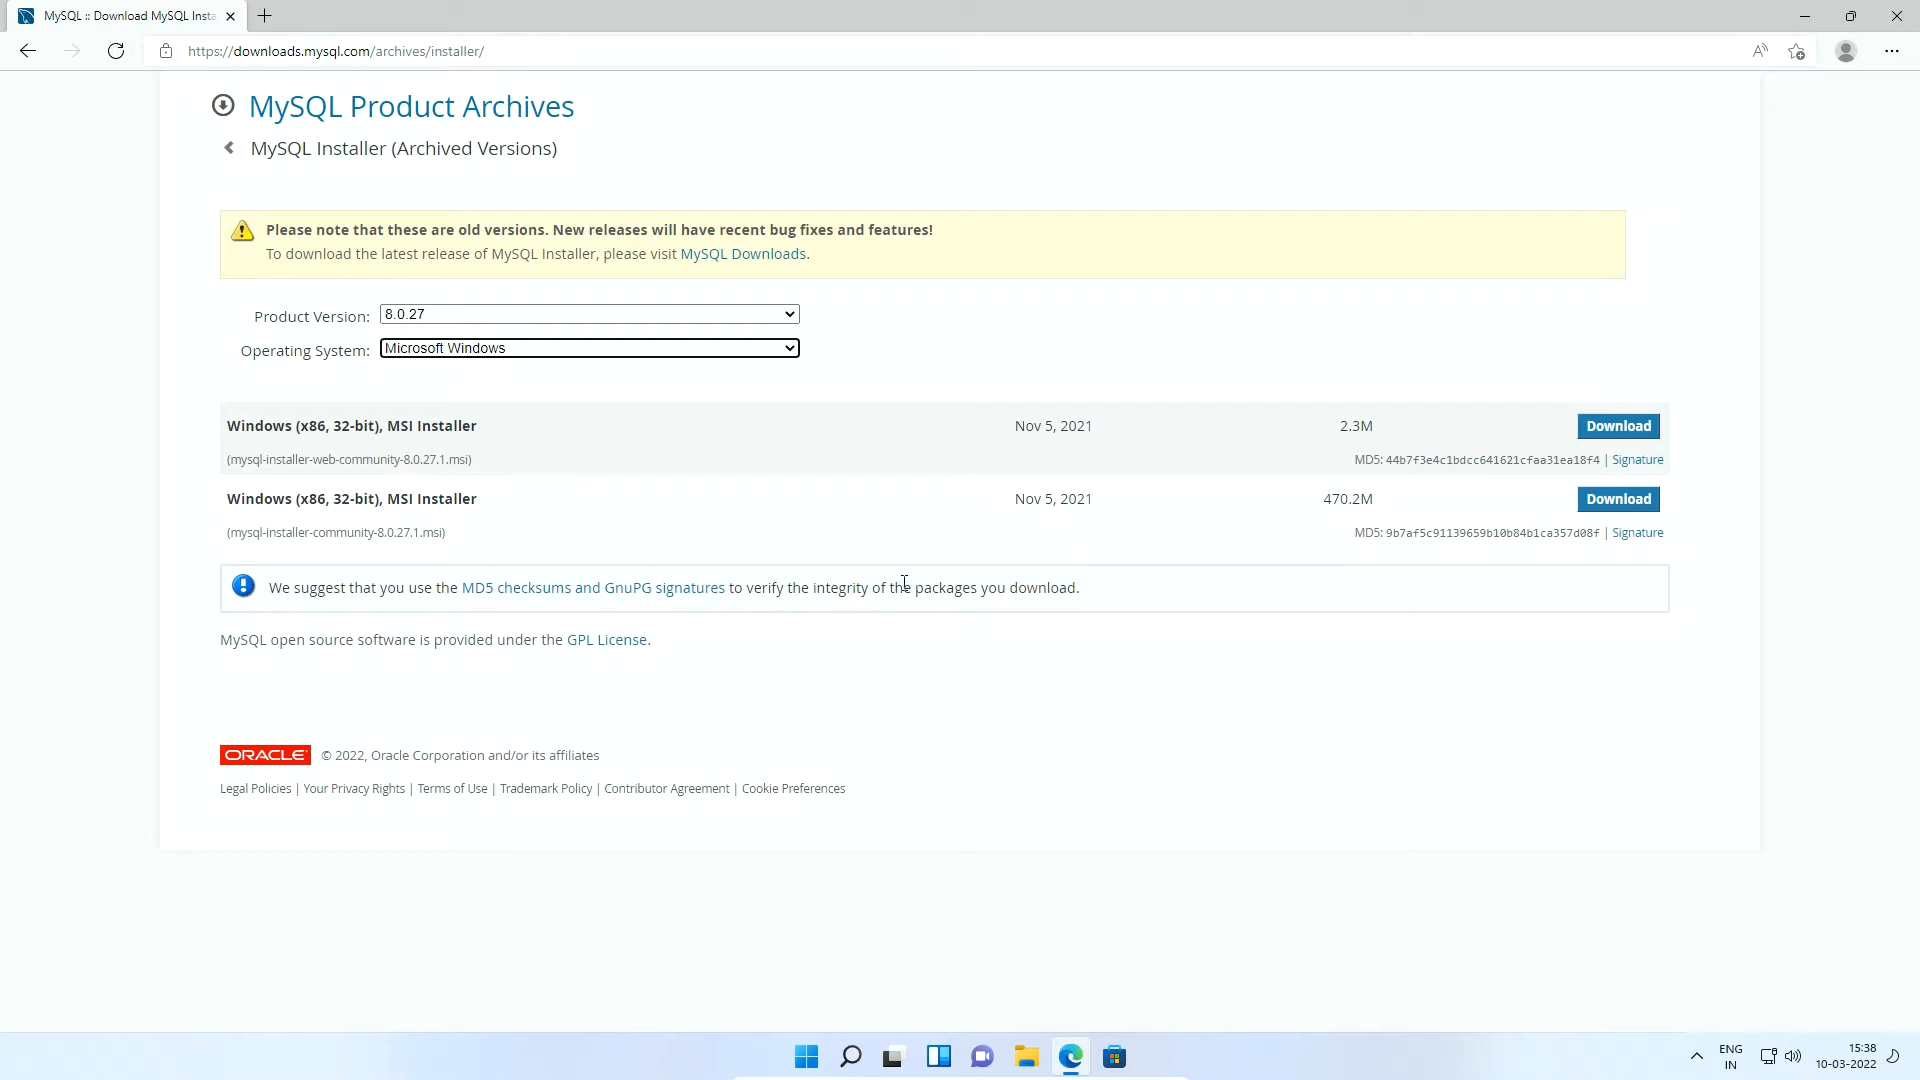 MySQL :: Download MySQL Insta
https://downloads.mysql.com/archives/installer/
MySQL Product Archives
MySQL Installer (Archived Versions)
Please note that these are old versions. New releases will have recent bug fixes and features!
To download the latest release of MySQL Installer, please visit MySQL Downloads.
Product Version: 8.0.27
Operating System: Microsoft Windows
Windows (x86, 32-bit), MSI Installer Nov 5, 2021 2.3M Download
(mysql-installer-web-community-8.0.27.1.msi) MD5: 44b7f3e4c1bdcc641621cfaa31ea18f4 | Signature
Windows (x86, 32-bit), MSI Installer Nov 5, 2021 470.2M Download
(mysql-installer-community-8.0.27.1.msi) MD5: 9b7af5c91139659b10b84b1ca357d08f | Signature
We suggest that you use the MD5 checksums and GnuPG signatures to verify the integrity of the packages you download.
MySQL open source software is provided under the GPL License.
ORACLE © 2022, Oracle Corporation and/or its affiliates
Legal Policies | Your Privacy Rights | Terms of Use | Trademark Policy | Contributor Agreement | Cookie Preferences
ENG
IN
15:38
10-03-2022